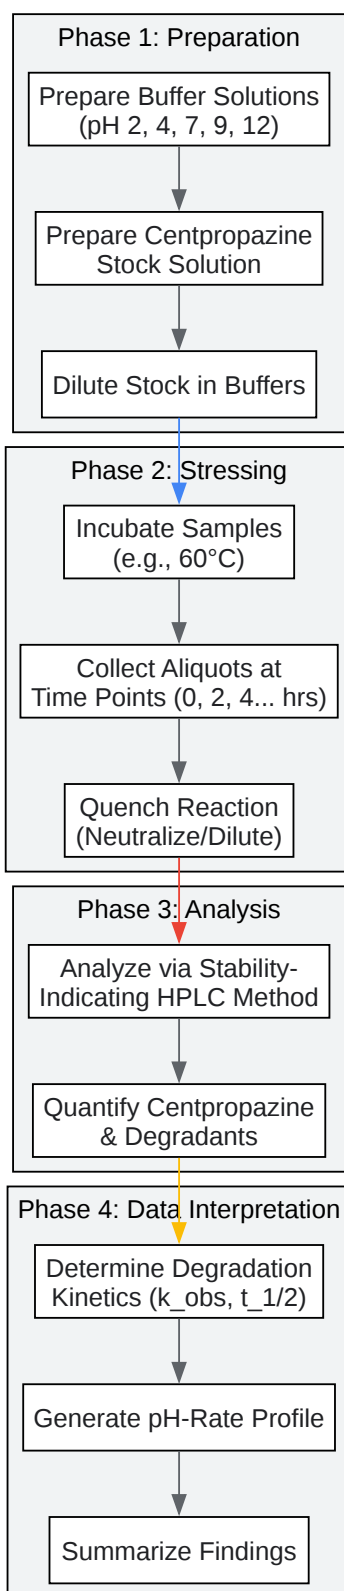 Phase 1: Preparation
Prepare Buffer Solutions
(pH 2, 4, 7, 9, 12)
Prepare Centpropazine
Stock Solution
Dilute Stock in Buffers
Phase 2: Stressing
Incubate Samples
(e.g., 60°C)
Collect Aliquots at
Time Points (0, 2, 4... hrs)
Quench Reaction
(Neutralize/Dilute)
Phase 3: Analysis
Analyze via Stability-
Indicating HPLC Method
Quantify Centpropazine
& Degradants
Phase 4: Data Interpretation
Determine Degradation
Kinetics (k_obs, t_1/2)
Generate pH-Rate Profile
Summarize Findings